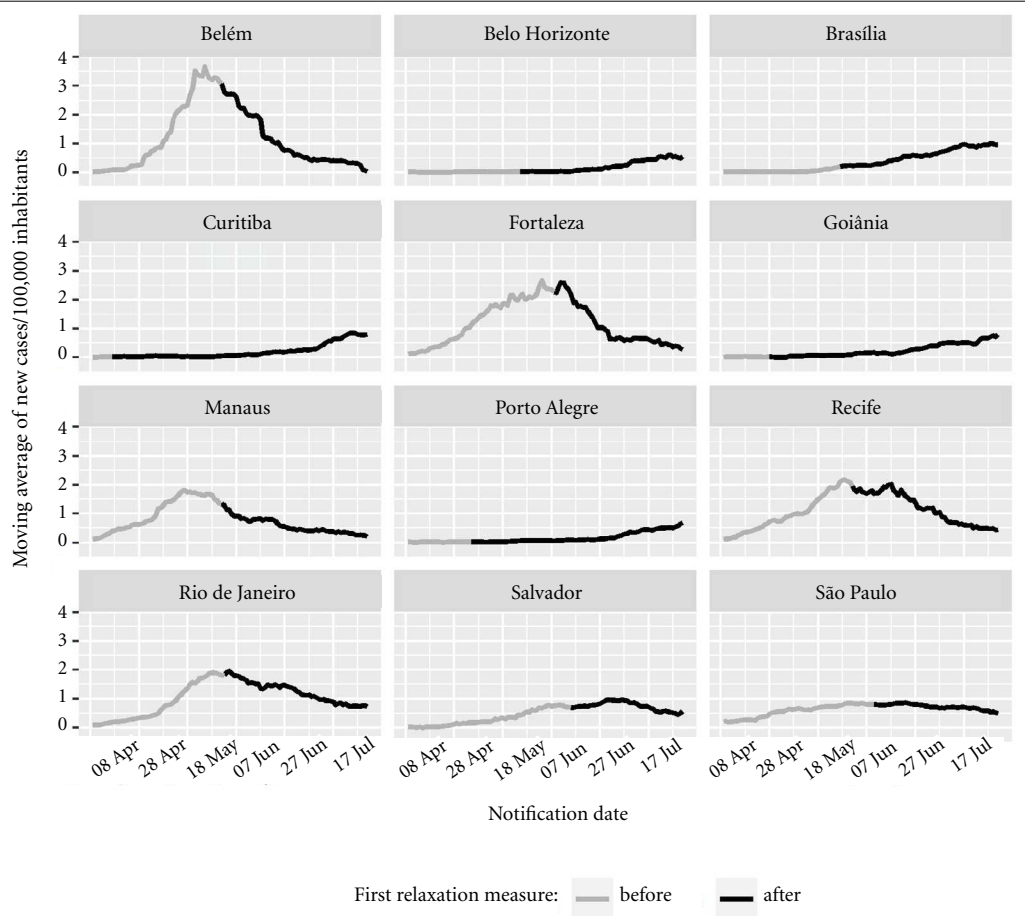 Belém Belo Horizonte Brasília
4
3
2
1
0
Curitiba Fortaleza Goiânia
4
3
2
1
0
Manaus Porto Alegre Recife
4
3
2
1
0
Rio de Janeiro Salvador São Paulo
4
3
2
1
0
Moving average of new cases/100,000 inhabitants
08 Apr 28 Apr 18 May 07 Jun 27 Jun 17 Jul 08 Apr 28 Apr 18 May 07 Jun 27 Jun 17 Jul 08 Apr 28 Apr 18 May 07 Jun 27 Jun 17 Jul
Notification date
First relaxation measure: before after